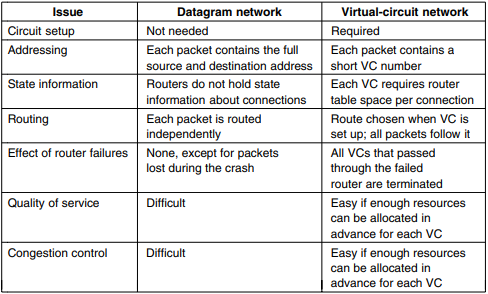 Issue Datagram network Virtual-circuit network
Circuit setup Not needed Required
Addressing Each packet contains the full Each packet contains a
source and destination address short VC number
State information Routers do not hold state Each VC requires router
information about connections table space per connection
Routing Each packet is routed Route chosen when VC is
independently set up; all packets follow it
Effect of router failures None, except for packets All VCs that passed
lost during the crash through the failed
router are terminated
Quality of service Difficult Easy if enough resources
can be allocated in
advance for each VC
Congestion control Difficult Easy if enough resources
can be allocated in
advance for each VC